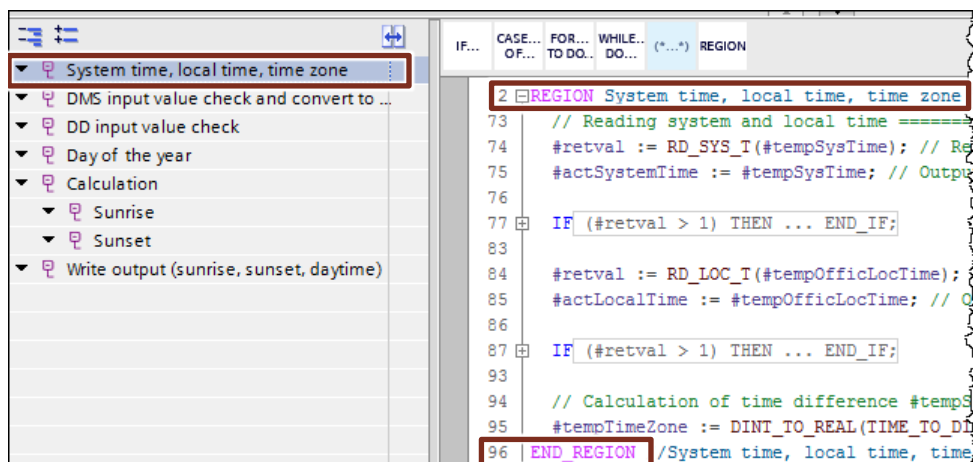 System time, local time, time zone
DMS input value check and convert to ...
DD input value check
Day of the year
Calculation
Sunrise
Sunset
Write output (sunrise, sunset, daytime)
IF... CASE... OF... FOR... TO DO... WHILE... DO... (*...*) REGION
2 REGION System time, local time, time zone
73 // Reading system and local time ========
74 #retval := RD_SYS_T(#tempSysTime); // Re
75 #actSystemTime := #tempSysTime; // Outpu
76
77 IF (#retval > 1) THEN ... END_IF;
83
84 #retval := RD_LOC_T(#tempOfficLocTime);
85 #actLocalTime := #tempOfficLocTime; // O
86
87 IF (#retval > 1) THEN ... END_IF;
93
94 // Calculation of time difference #tempS
95 #tempTimeZone := DINT_TO_REAL(TIME_TO_DI
96 END_REGION /System time, local time, time